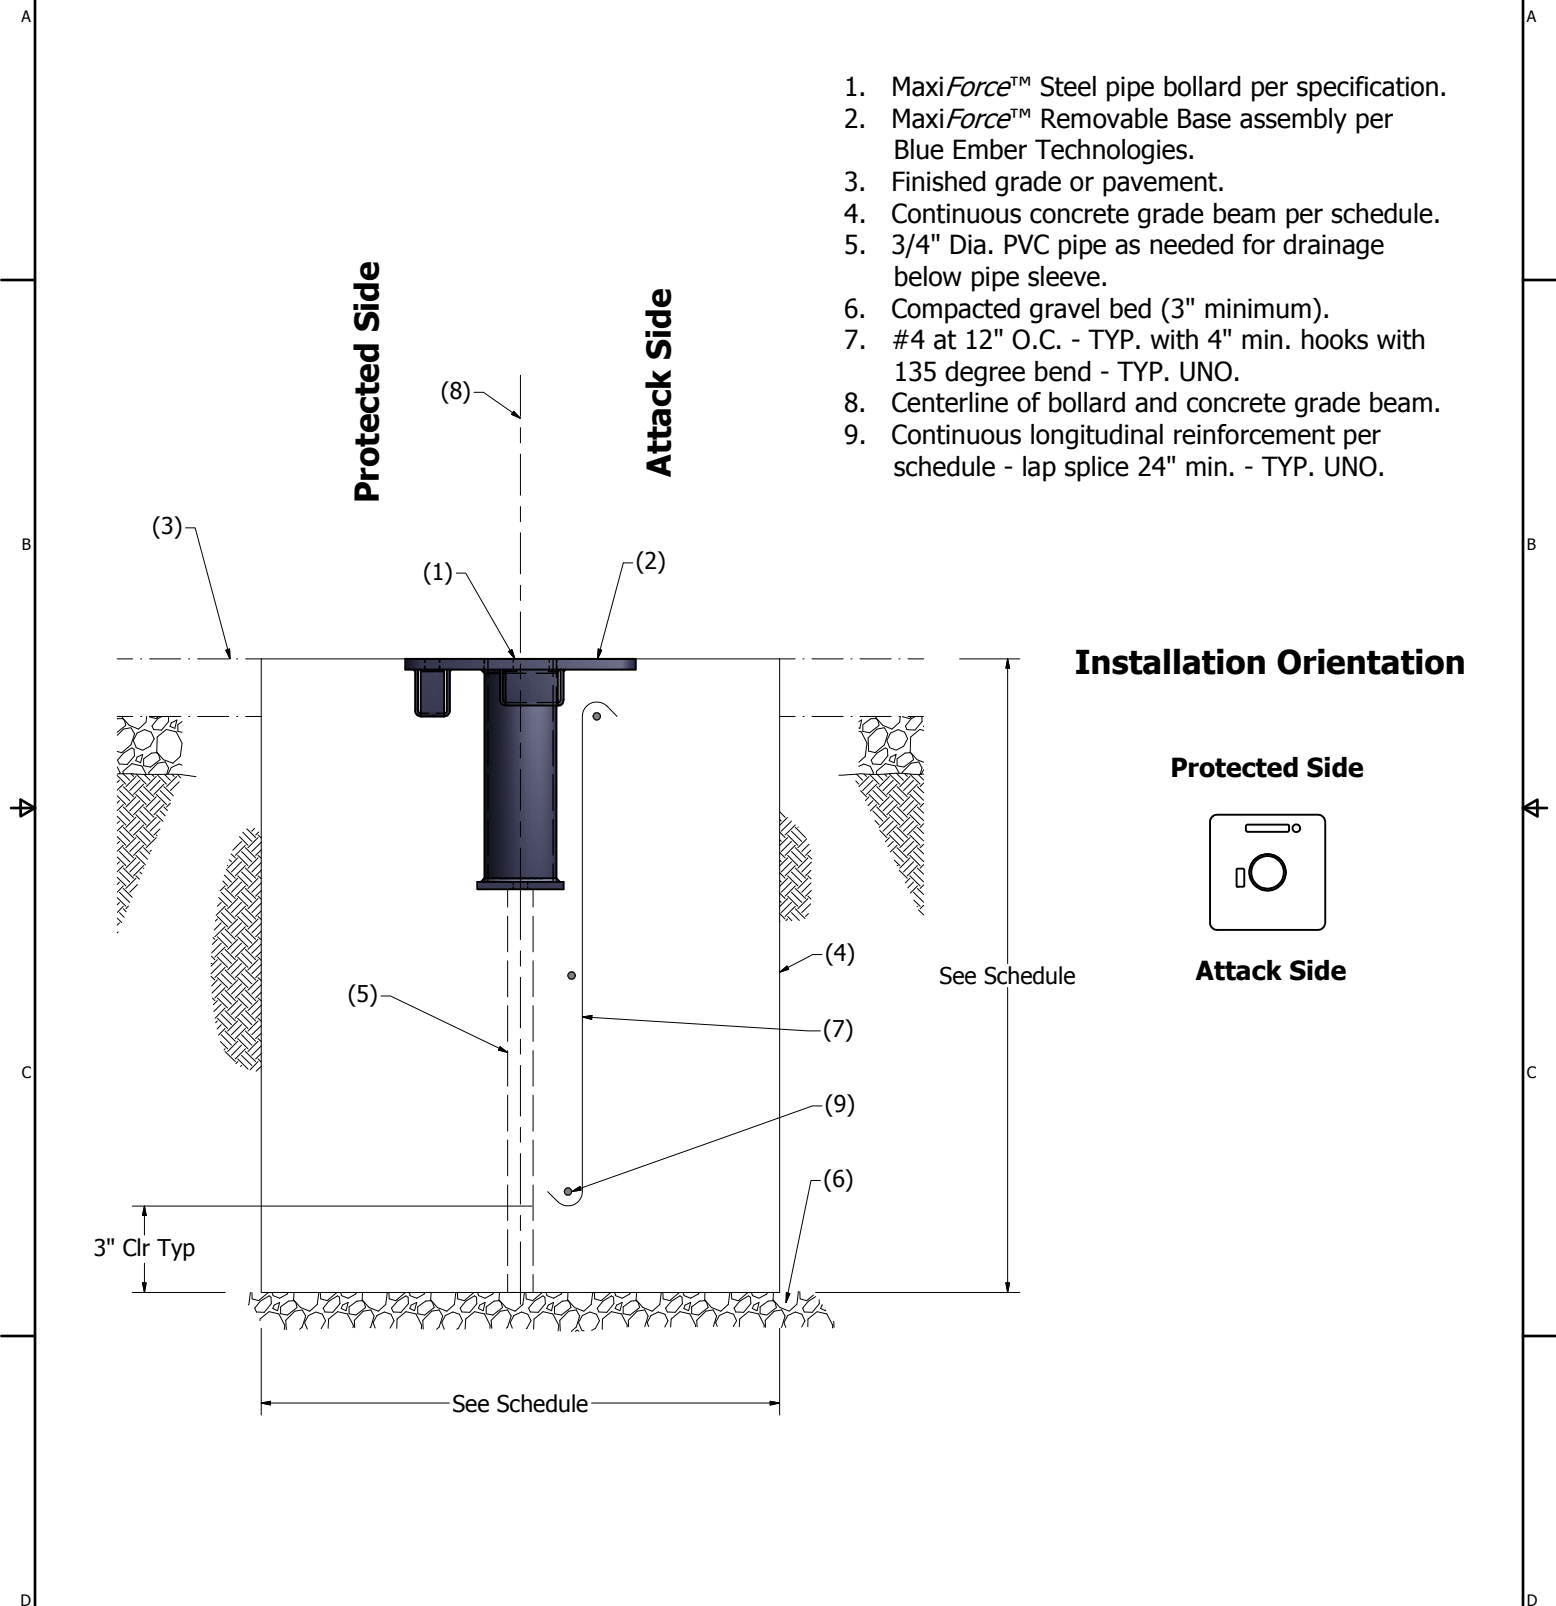 A
A
1. MaxiForce™ Steel pipe bollard per specification.
2. MaxiForce™ Removable Base assembly per
Blue Ember Technologies.
3. Finished grade or pavement.
4. Continuous concrete grade beam per schedule.
5. 3/4" Dia. PVC pipe as needed for drainage
below pipe sleeve.
6. Compacted gravel bed (3" minimum).
7. #4 at 12" O.C. - TYP. with 4" min. hooks with
135 degree bend - TYP. UNO.
8. Centerline of bollard and concrete grade beam.
9. Continuous longitudinal reinforcement per
schedule - lap splice 24" min. - TYP. UNO.
Protected Side
Attack Side
(8)
(3)
B
B
(1)
(2)
Installation Orientation
Protected Side
Attack Side
(4)
See Schedule
(5)
(7)
C
C
(9)
(6)
3" Clr Typ
See Schedule
D
D